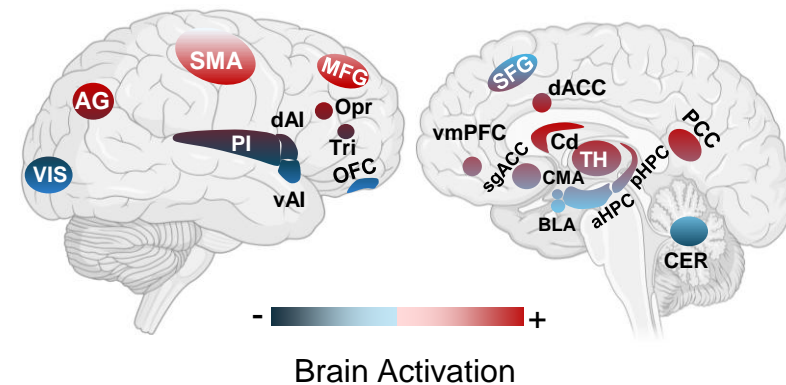 SMA
MFG
AG
dAI
Opr
PI
Tri
OFC
VIS
vAI
SFG
dACC
vmPFC
Cd
PCC
sgACC
TH
CMA
pHPC
BLA
aHPC
CER
- +
Brain Activation